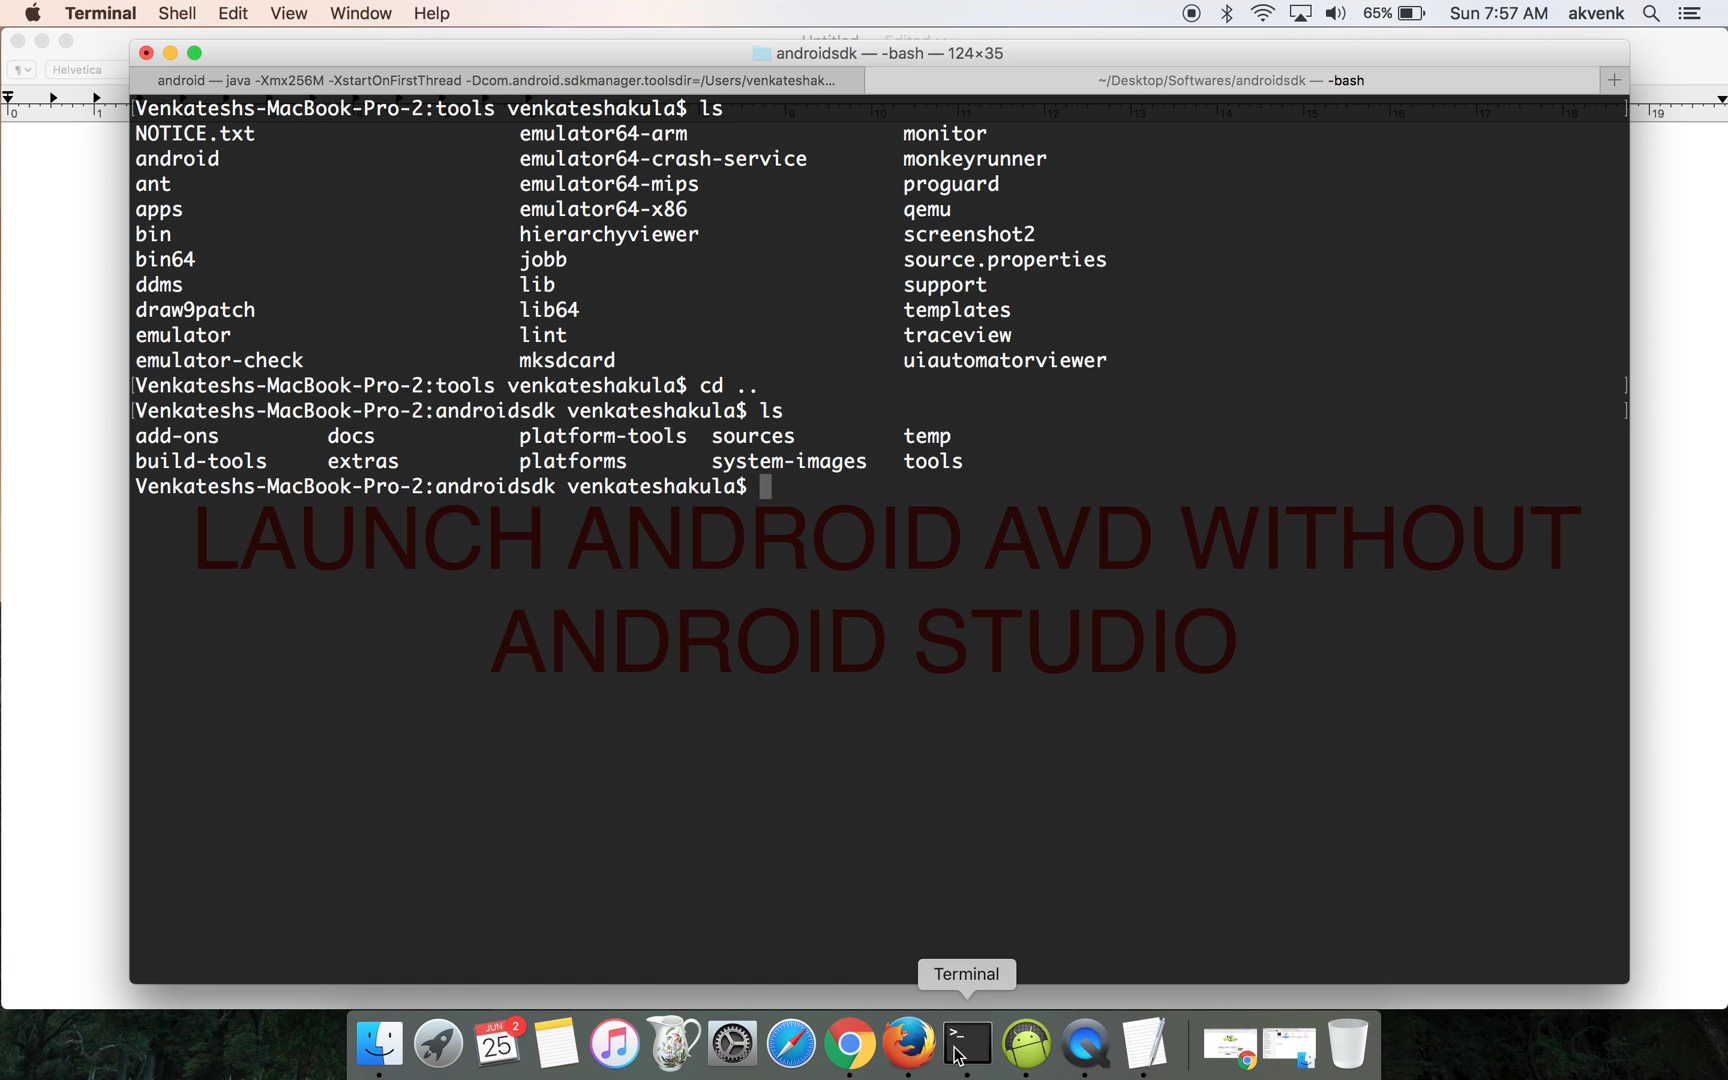 Terminal Shell Edit View Window Help 65% Sun 7:57 AM akvenk
Helvetica
androidsdk — -bash — 124×35
android — java -Xmx256M -XstartOnFirstThread -Dcom.android.sdkmanager.toolsdir=/Users/venkateshak... ~/Desktop/Softwares/androidsdk — -bash
Venkateshs-MacBook-Pro-2:tools venkateshakula$ ls
NOTICE.txt emulator64-arm monitor
android emulator64-crash-service monkeyrunner
ant emulator64-mips proguard
apps emulator64-x86 qemu
bin hierarchyviewer screenshot2
bin64 jobb source.properties
ddms lib support
draw9patch lib64 templates
emulator lint traceview
emulator-check mksdcard uiautomatorviewer
Venkateshs-MacBook-Pro-2:tools venkateshakula$ cd ..
Venkateshs-MacBook-Pro-2:androidsdk venkateshakula$ ls
add-ons docs platform-tools sources temp
build-tools extras platforms system-images tools
Venkateshs-MacBook-Pro-2:androidsdk venkateshakula$
LAUNCH ANDROID AVD WITHOUT
ANDROID STUDIO
Terminal
JUN 2
25